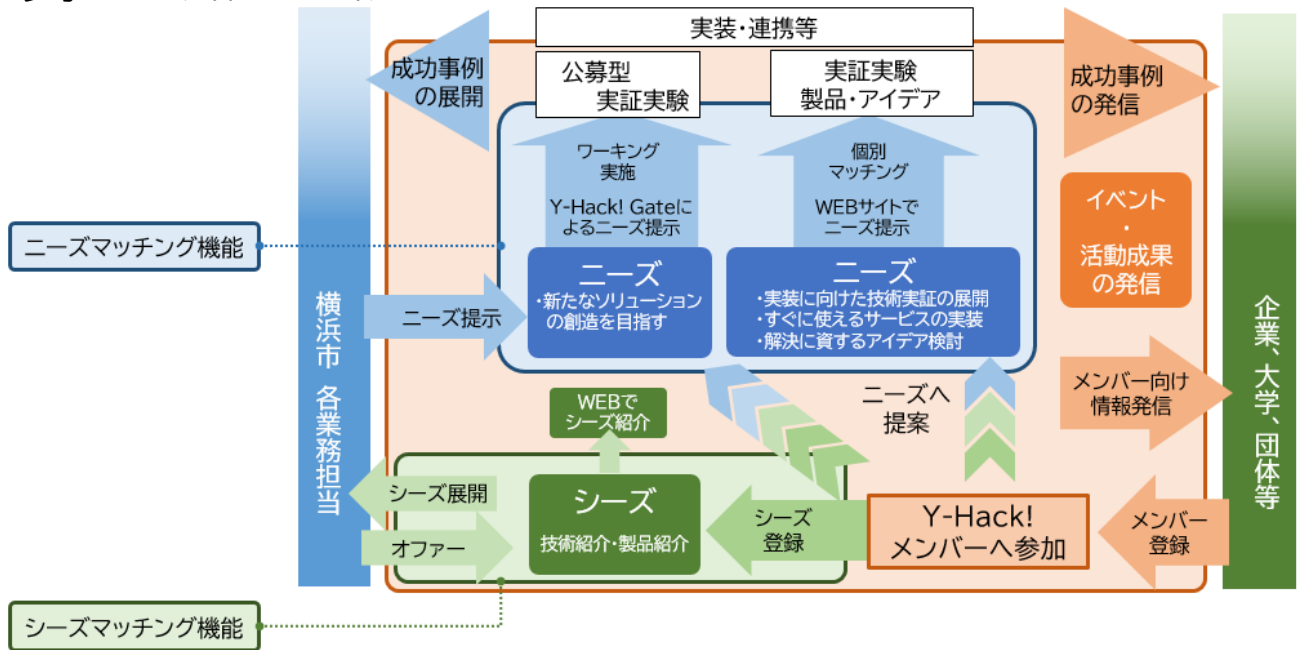 実装・連携等
成功事例
の展開
公募型
実証実験
実証実験
製品・アイデア
成功事例
の発信
ワーキング
実施
Y-Hack! Gateに
よるニーズ提示
個別
マッチング
WEBサイトで
ニーズ提示
イベント
・
活動成果
の発信
ニーズマッチング機能
ニーズ
・新たなソリューション
の創造を目指す
ニーズ
・実装に向けた技術実証の展開
・すぐに使えるサービスの実装
・解決に資するアイデア検討
横浜市 各業務担当
ニーズ提示
企業、大学、団体等
メンバー向け
情報発信
ニーズへ
提案
WEBで
シーズ紹介
シーズ展開
オファー
シーズ
技術紹介・製品紹介
シーズ
登録
Y-Hack!
メンバーへ参加
メンバー
登録
シーズマッチング機能